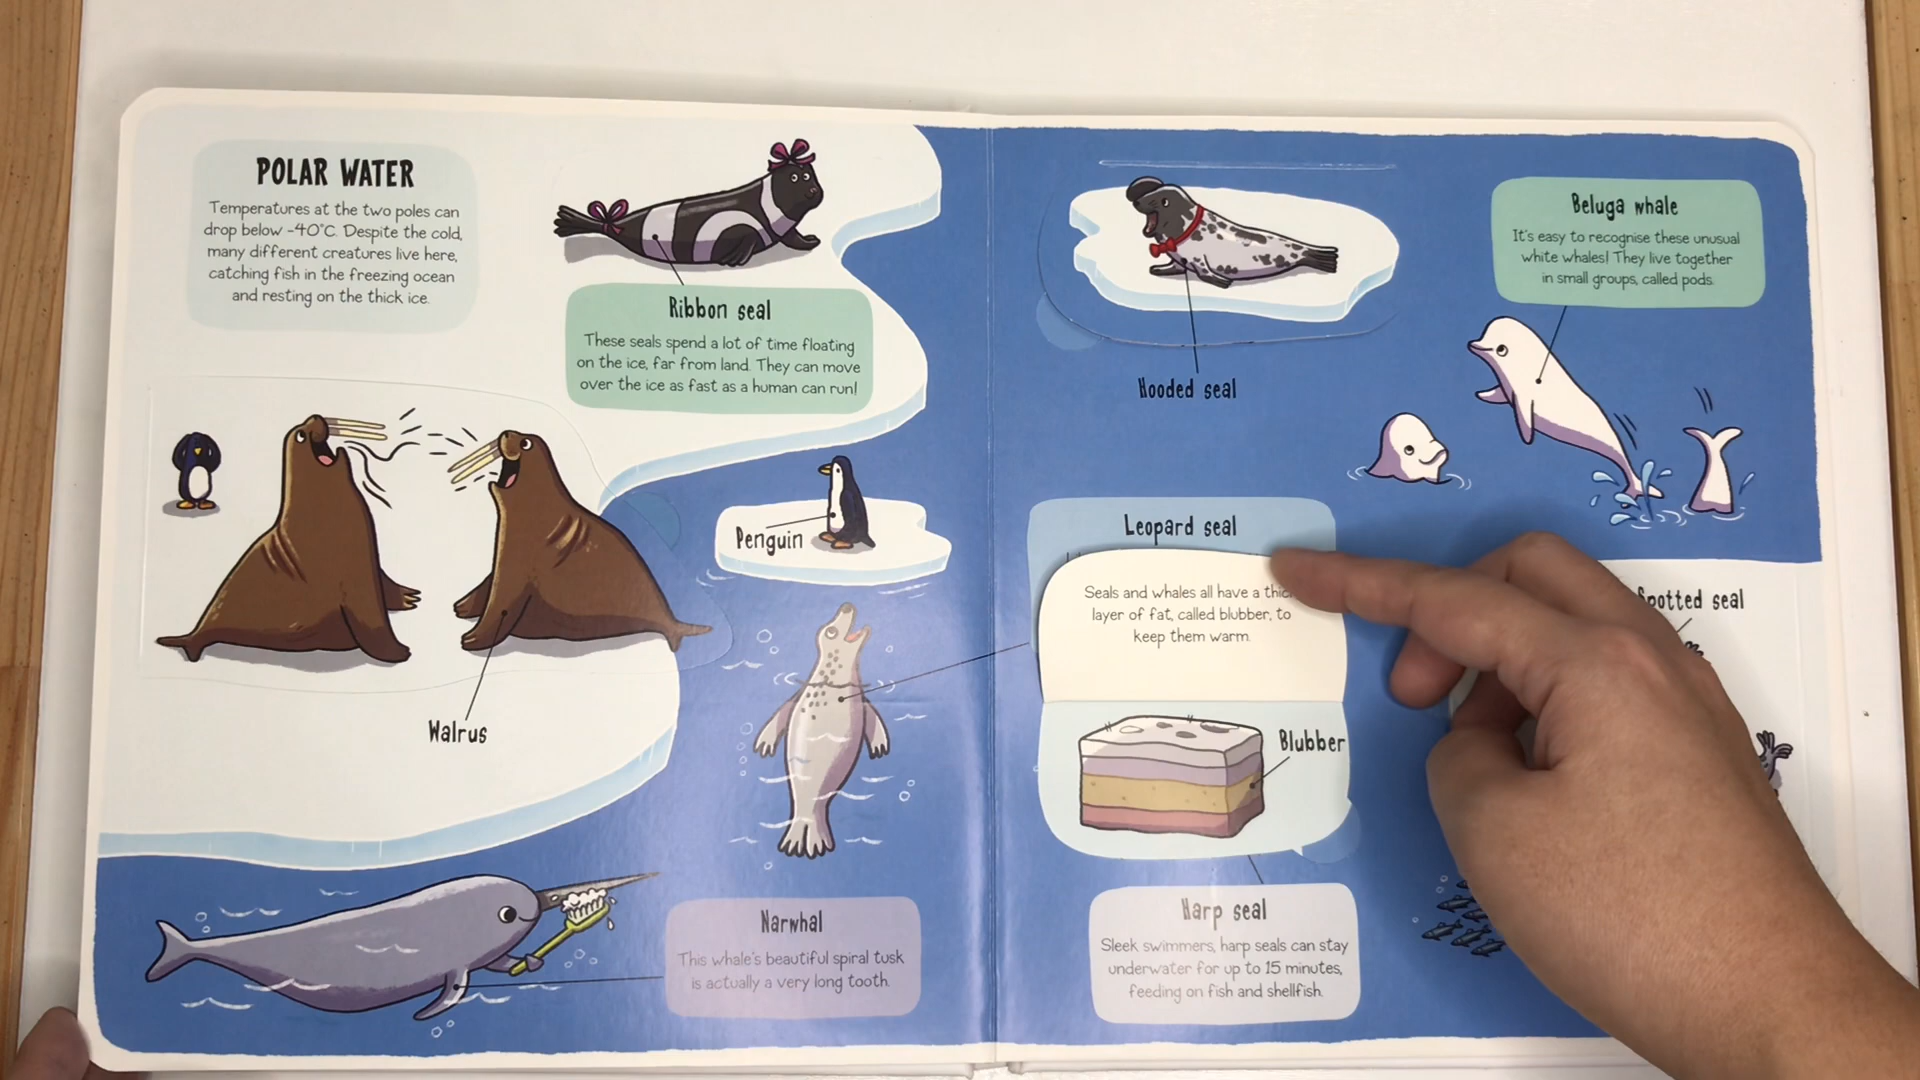 POLAR WATER
Temperatures at the two poles can
drop below -40°C. Despite the cold,
many different creatures live here,
catching fish in the freezing ocean
and resting on the thick ice.
Ribbon seal
These seals spend a lot of time floating
on the ice, far from land. They can move
over the ice as fast as a human can run!
Walrus
Penguin
Narwhal
This whale's beautiful spiral tusk
is actually a very long tooth.
Hooded seal
Beluga whale
It's easy to recognise these unusual
white whales! They live together
in small groups, called pods.
Leopard seal
Seals and whales all have a thick
layer of fat, called blubber, to
keep them warm.
Blubber
Harp seal
Sleek swimmers, harp seals can stay
underwater for up to 15 minutes,
feeding on fish and shellfish.
Spotted seal